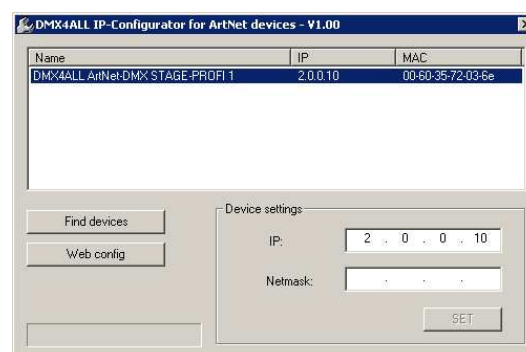 DMX4ALL IP-Configurator for ArtNet devices - V1.00
Name IP MAC
DMX4ALL ArtNet-DMX STAGE-PROFI 1 2.0.0.10 00-60-35-72-03-6e
Find devices
Web config
Device settings
IP: 2 . 0 . 0 . 10
Netmask: . . .
SET